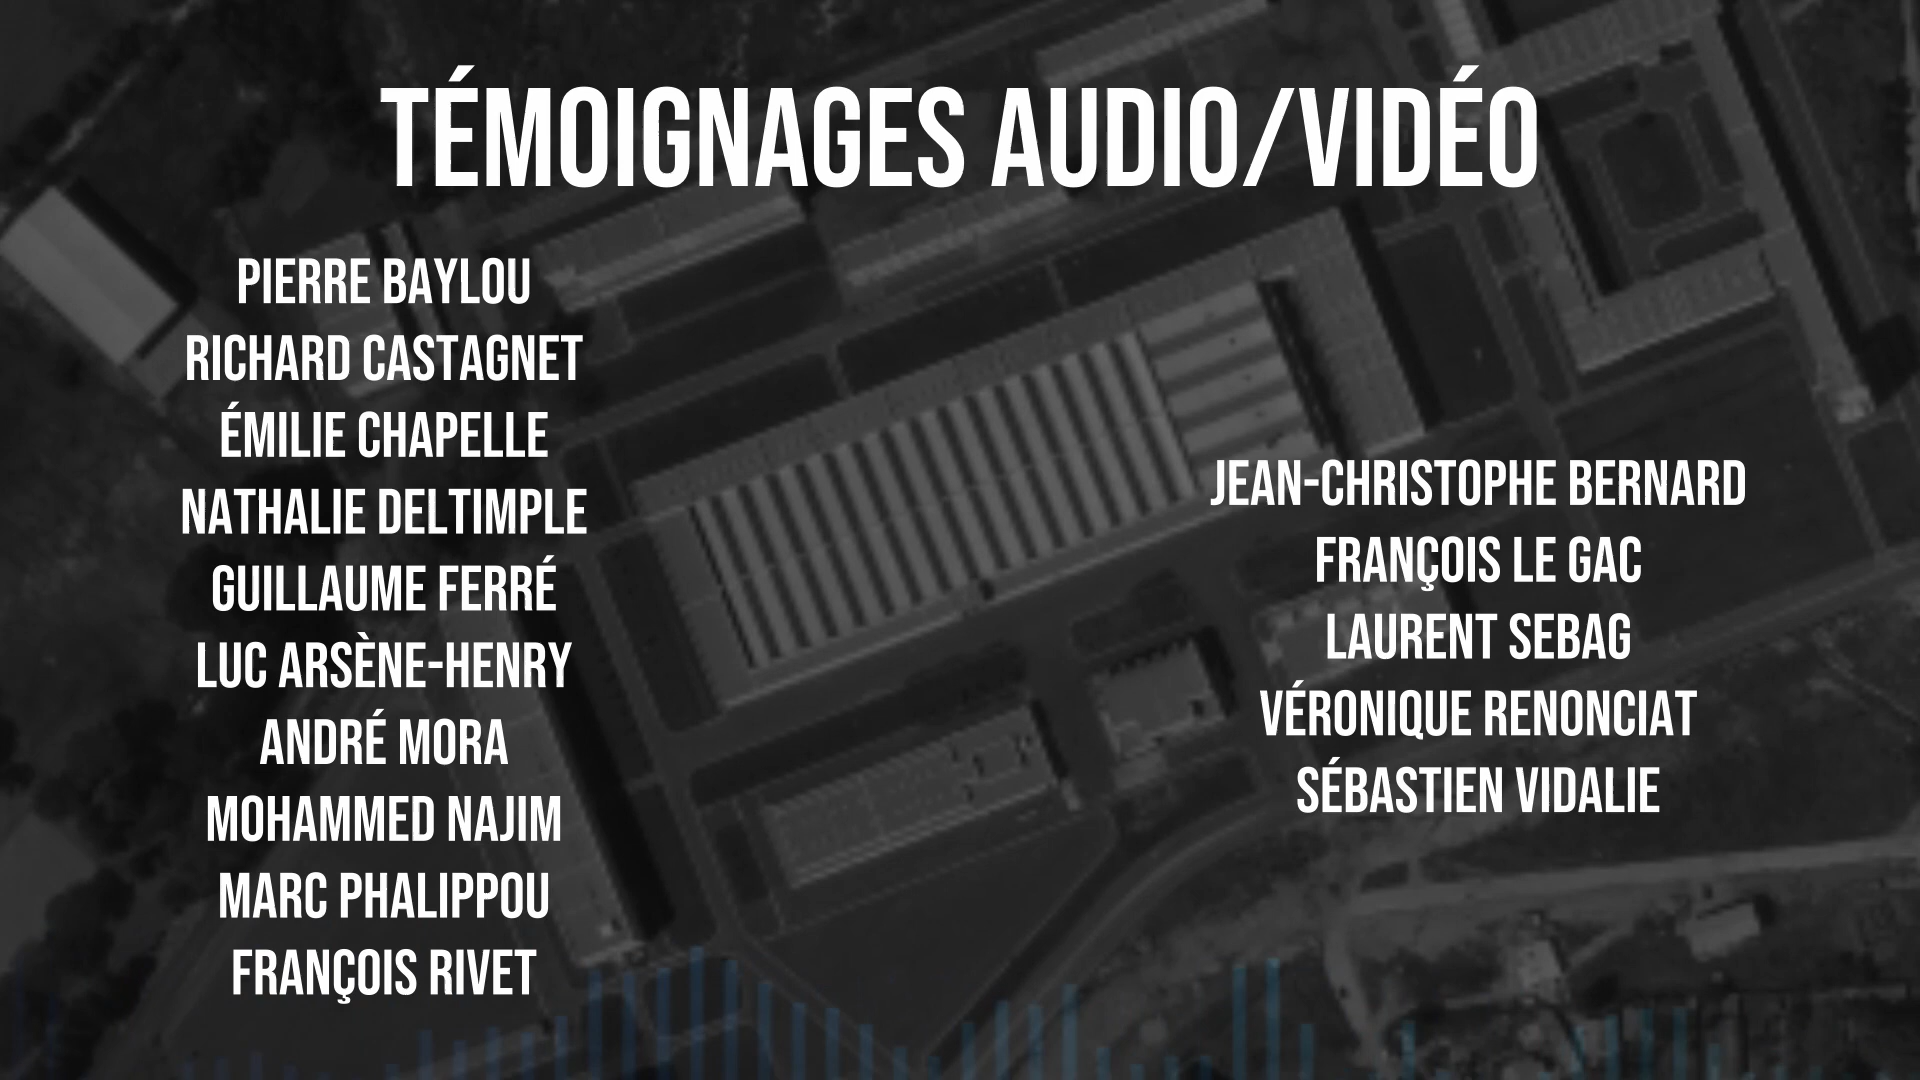 TÉMOIGNAGES AUDIO/VIDÉO
PIERRE BAYLOU
RICHARD CASTAGNET
ÉMILIE CHAPELLE
NATHALIE DELTIMPLE
GUILLAUME FERRÉ
LUC ARSÈNE-HENRY
ANDRÉ MORA
MOHAMMED NAJIM
MARC PHALIPPOU
FRANÇOIS RIVET
JEAN-CHRISTOPHE BERNARD
FRANÇOIS LE GAC
LAURENT SEBAG
VÉRONIQUE RENONCIAT
SÉBASTIEN VIDALIE